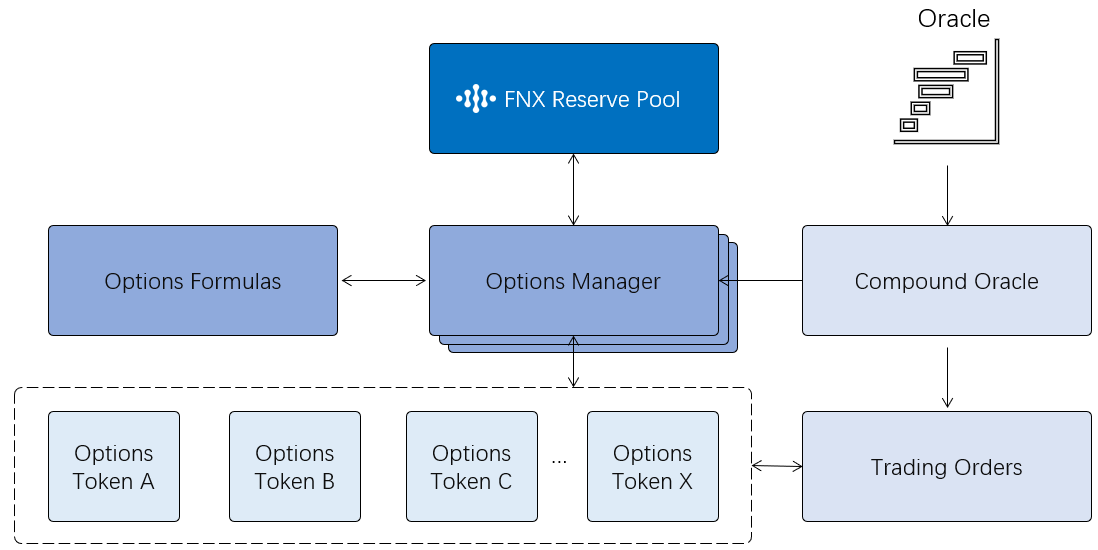 Oracle
FNX Reserve Pool
Options Formulas
Options Manager
Compound Oracle
Options
Token A
Options
Token B
Options
Token C
...
Options
Token X
Trading Orders